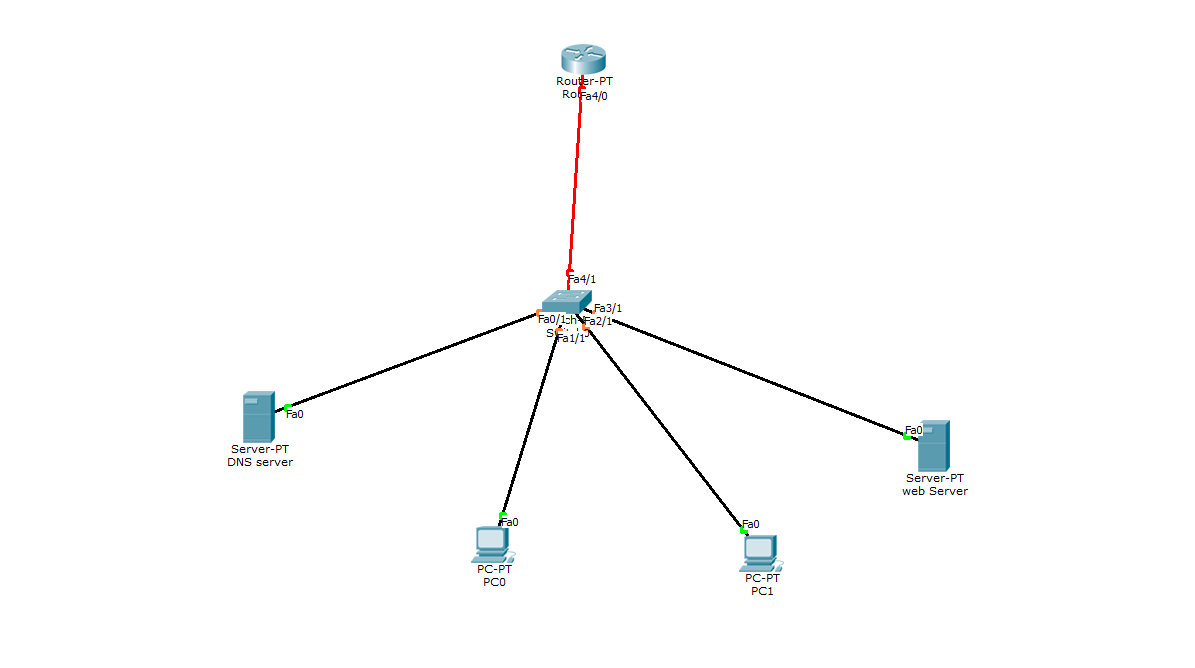 Router-PT
Fa4/0
Fa4/1
Fa3/1
Fa0/1
Fa2/1
Fa1/1
Fa0
Server-PT
DNS server
Fa0
Server-PT
web Server
Fa0
PC-PT
PC0
Fa0
PC-PT
PC1